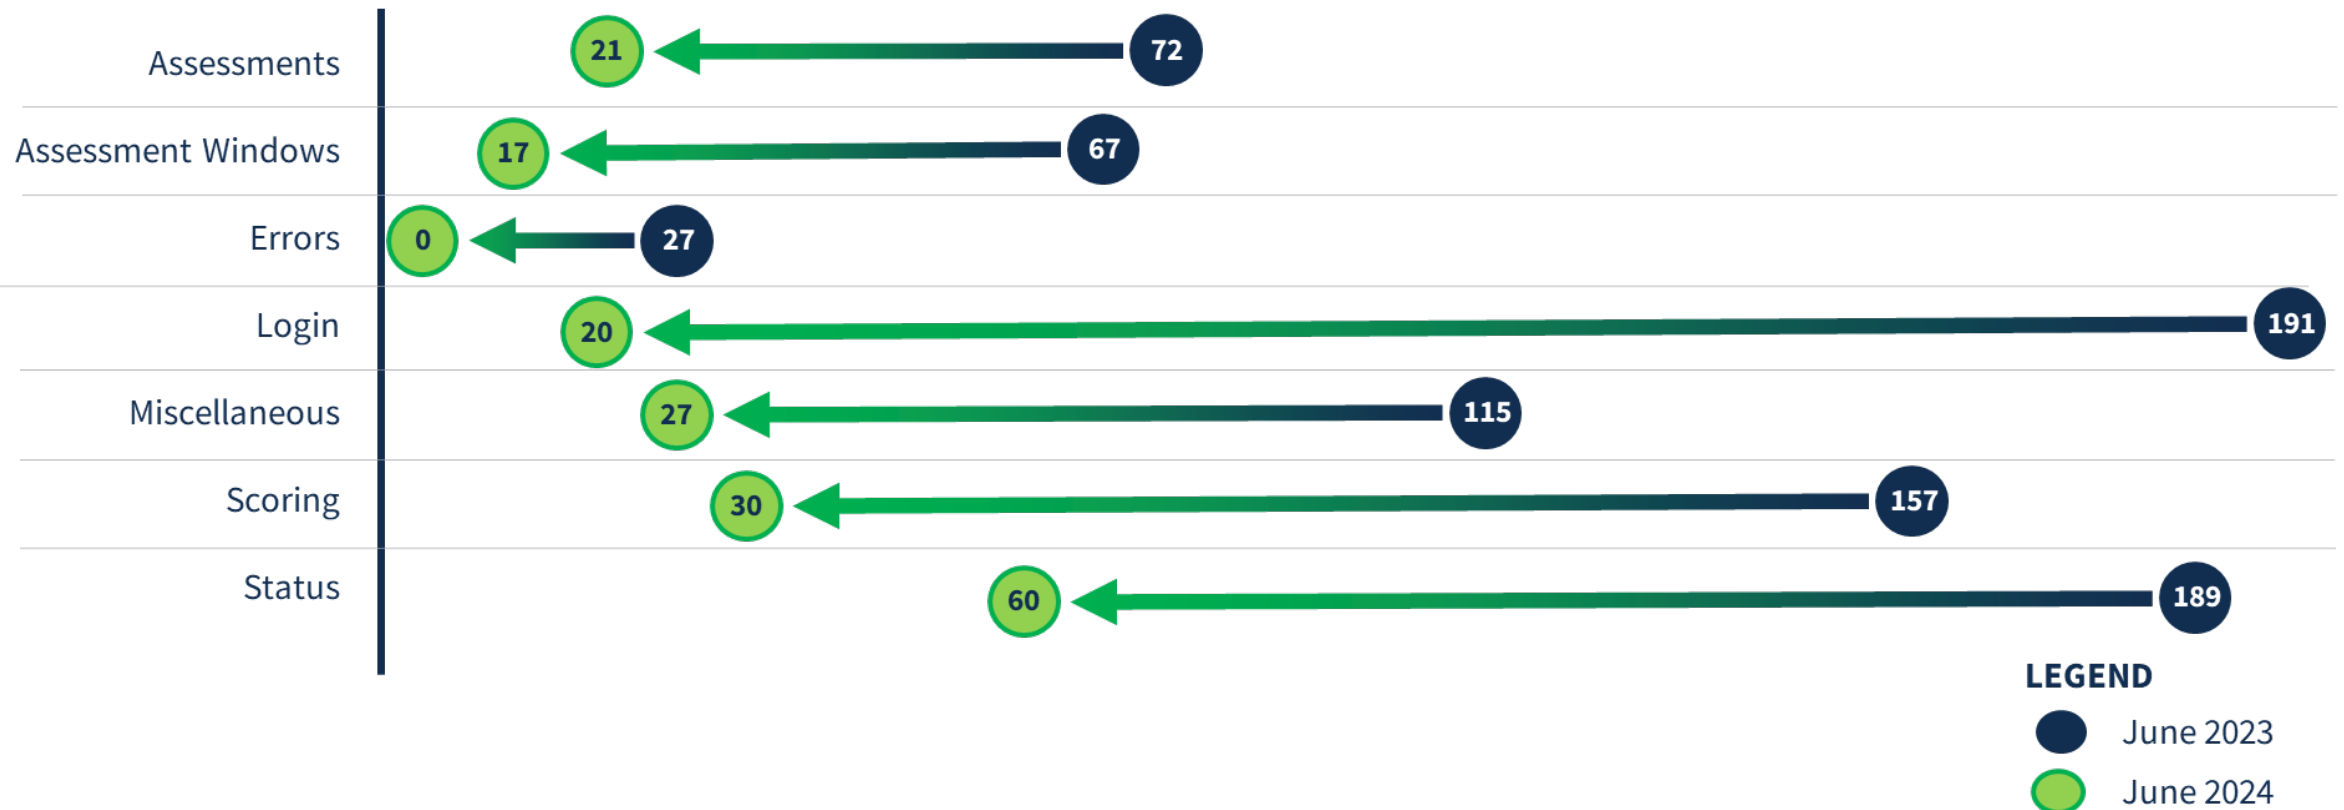 Assessments 21 72
Assessment Windows 17 67
Errors 0 27
Login 20 191
Miscellaneous 27 115
Scoring 30 157
Status 60 189
LEGEND
June 2023
June 2024